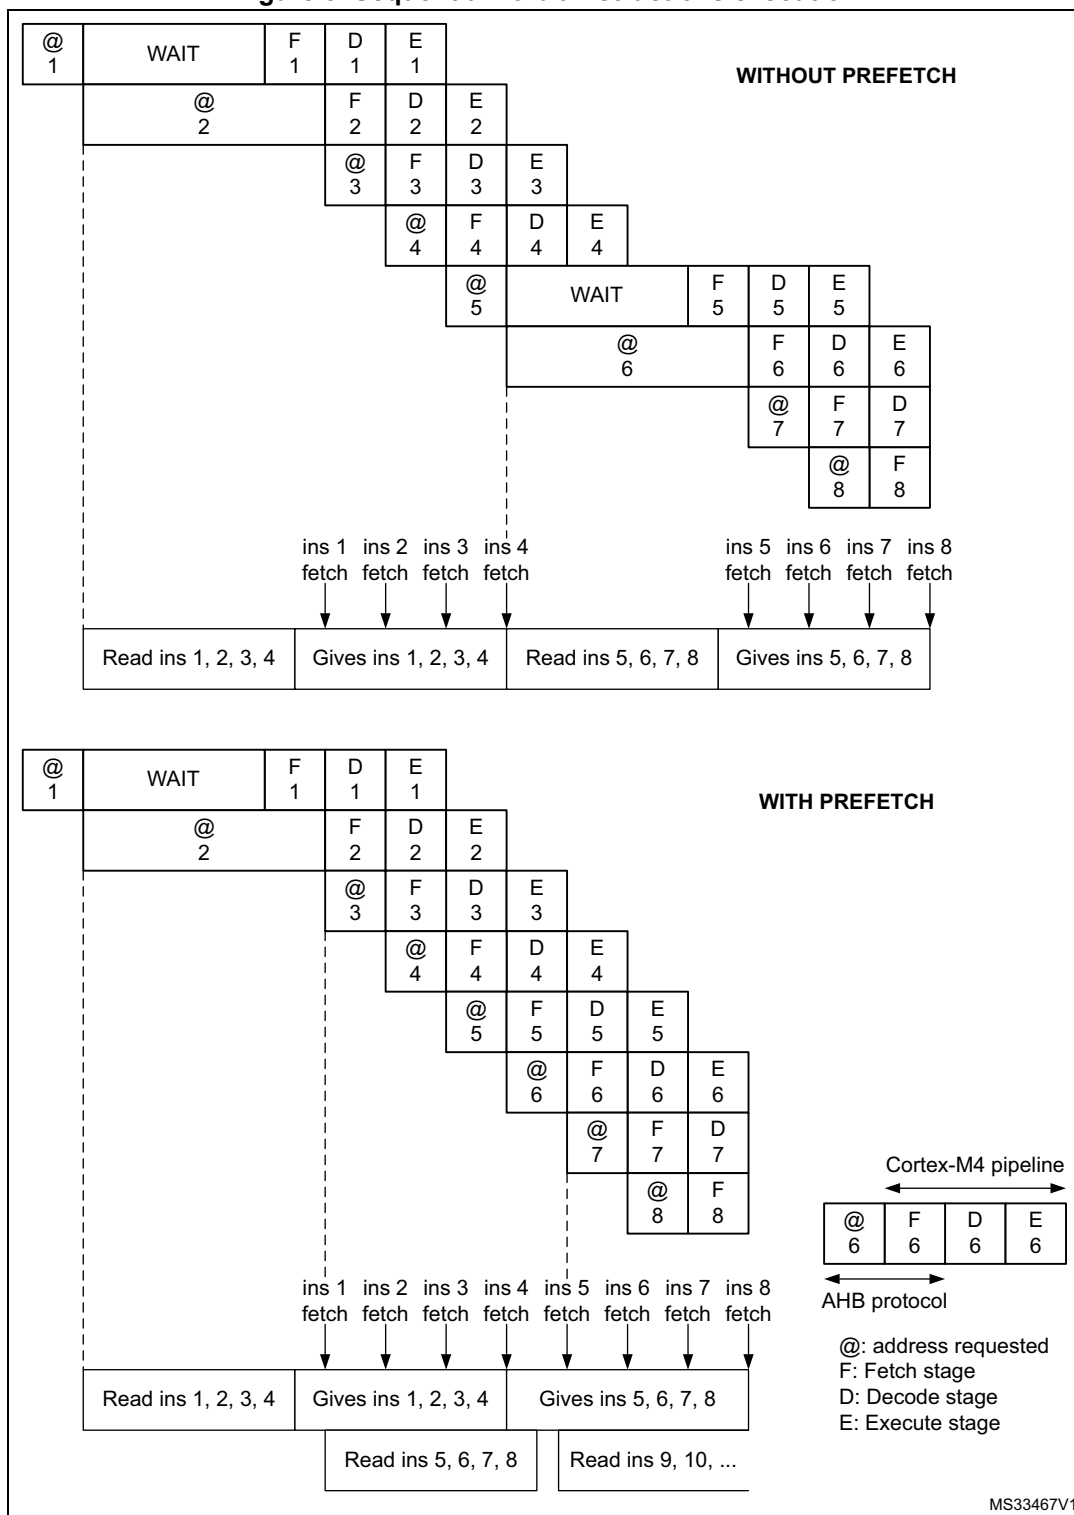 @ WAIT F D E
1 1 1 1
WITHOUT PREFETCH
@ F D E
2 2 2 2
@ F D E
3 3 3 3
@ F D E
4 4 4 4
@ WAIT F D E
5 5 5 5
@ F D E
6 6 6 6
@ F D
7 7 7
@ F
8 8
ins 1 ins 2 ins 3 ins 4 ins 5 ins 6 ins 7 ins 8
fetch fetch fetch fetch fetch fetch fetch fetch
Read ins 1, 2, 3, 4 Gives ins 1, 2, 3, 4 Read ins 5, 6, 7, 8 Gives ins 5, 6, 7, 8
@ WAIT F D E
1 1 1 1
WITH PREFETCH
@ F D E
2 2 2 2
@ F D E
3 3 3 3
@ F D E
4 4 4 4
@ F D E
5 5 5 5
@ F D E
6 6 6 6
@ F D
7 7 7
@ F
8 8
Cortex-M4 pipeline
@ F D E
6 6 6 6
AHB protocol
@: address requested
F: Fetch stage
D: Decode stage
E: Execute stage
ins 1 ins 2 ins 3 ins 4 ins 5 ins 6 ins 7 ins 8
fetch fetch fetch fetch fetch fetch fetch fetch
Read ins 1, 2, 3, 4 Gives ins 1, 2, 3, 4 Gives ins 5, 6, 7, 8
Read ins 5, 6, 7, 8 Read ins 9, 10, ...
MS33467V1